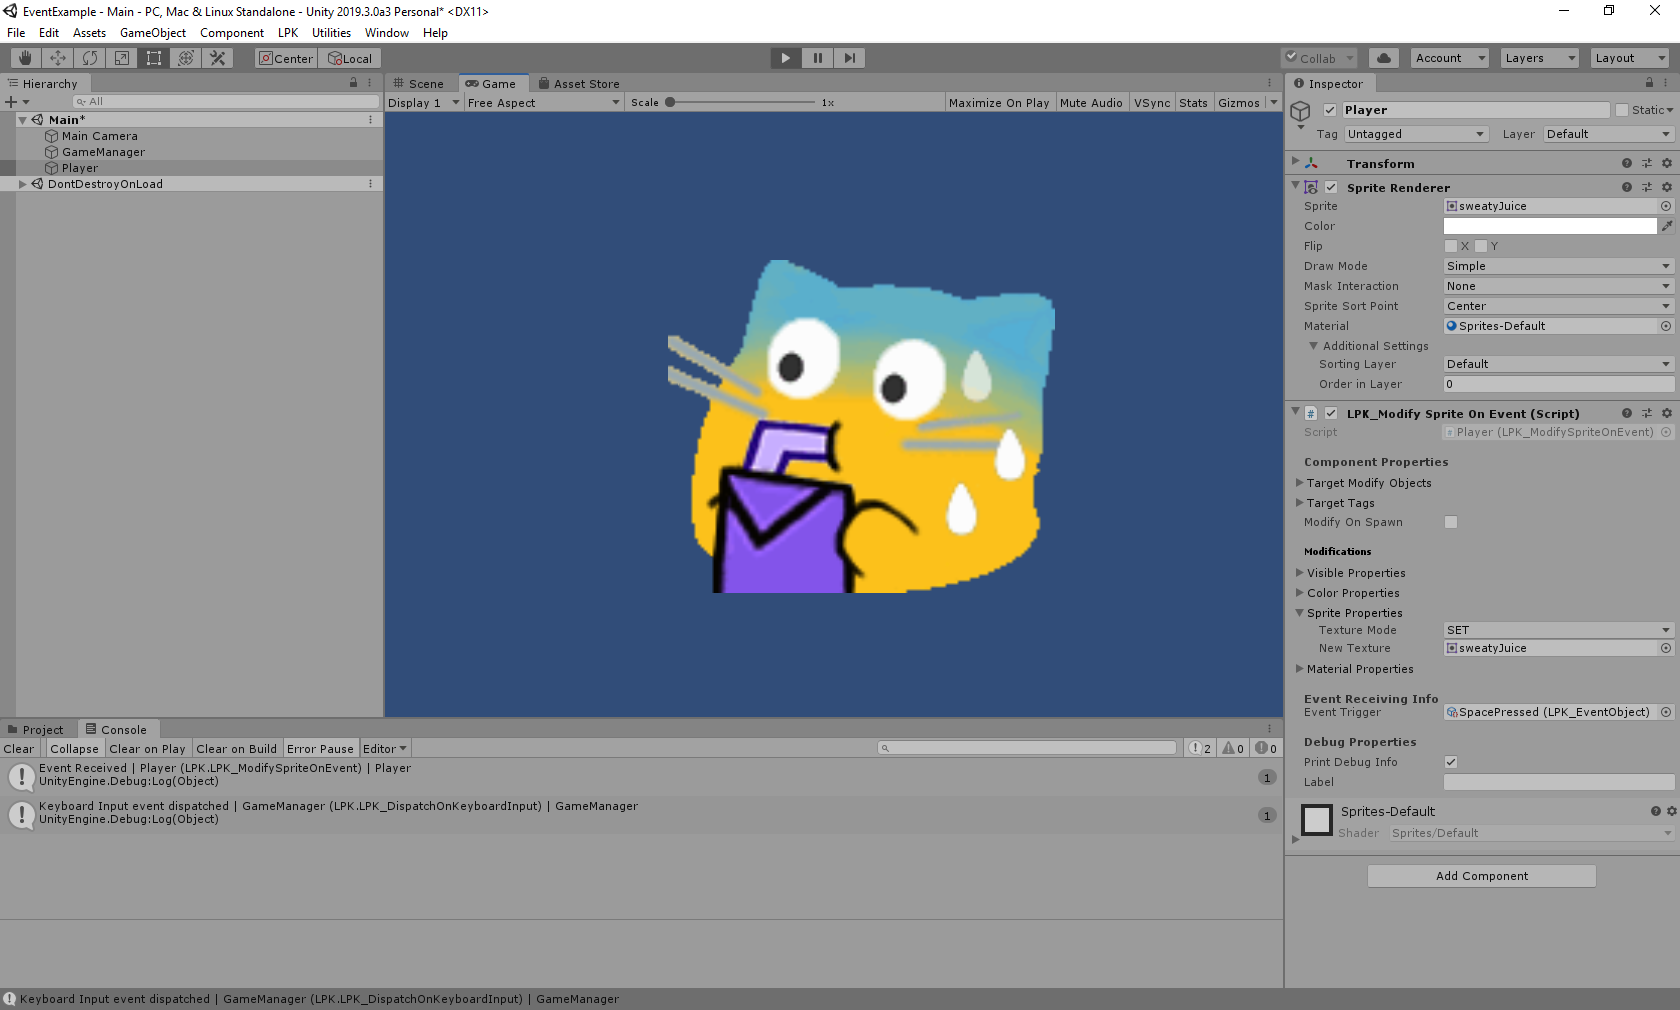 EventExample - Main - PC, Mac & Linux Standalone - Unity 2019.3.0a3 Personal* <DX11>
File Edit Assets GameObject Component LPK Utilities Window Help
Center Local Collab Account Layers Layout
Hierarchy
All
Main*
Main Camera
GameManager
Player
DontDestroyOnLoad
Scene Game Asset Store
Display 1 Free Aspect Scale 1x Maximize On Play Mute Audio VSync Stats Gizmos
Inspector
Player Static
Tag Untagged Layer Default
Transform
Sprite Renderer
Sprite sweatyJuice
Color
Flip X Y
Draw Mode Simple
Mask Interaction None
Sprite Sort Point Center
Material Sprites-Default
Additional Settings
Sorting Layer Default
Order in Layer 0
LPK_Modify Sprite On Event (Script)
Script Player (LPK_ModifySpriteOnEvent)
Component Properties
Target Modify Objects
Target Tags
Modify On Spawn
Modifications
Visible Properties
Color Properties
Sprite Properties
Texture Mode SET
New Texture sweatyJuice
Material Properties
Event Receiving Info
Event Trigger SpacePressed (LPK_EventObject)
Debug Properties
Print Debug Info
Label
Sprites-Default
Shader Sprites/Default
Add Component
Project Console
Clear Collapse Clear on Play Clear on Build Error Pause Editor 2 0 0
Event Received | Player (LPK.LPK_ModifySpriteOnEvent) | Player
UnityEngine.Debug:Log(Object)
1
Keyboard Input event dispatched | GameManager (LPK.LPK_DispatchOnKeyboardInput) | GameManager
UnityEngine.Debug:Log(Object)
1
Keyboard Input event dispatched | GameManager (LPK.LPK_DispatchOnKeyboardInput) | GameManager